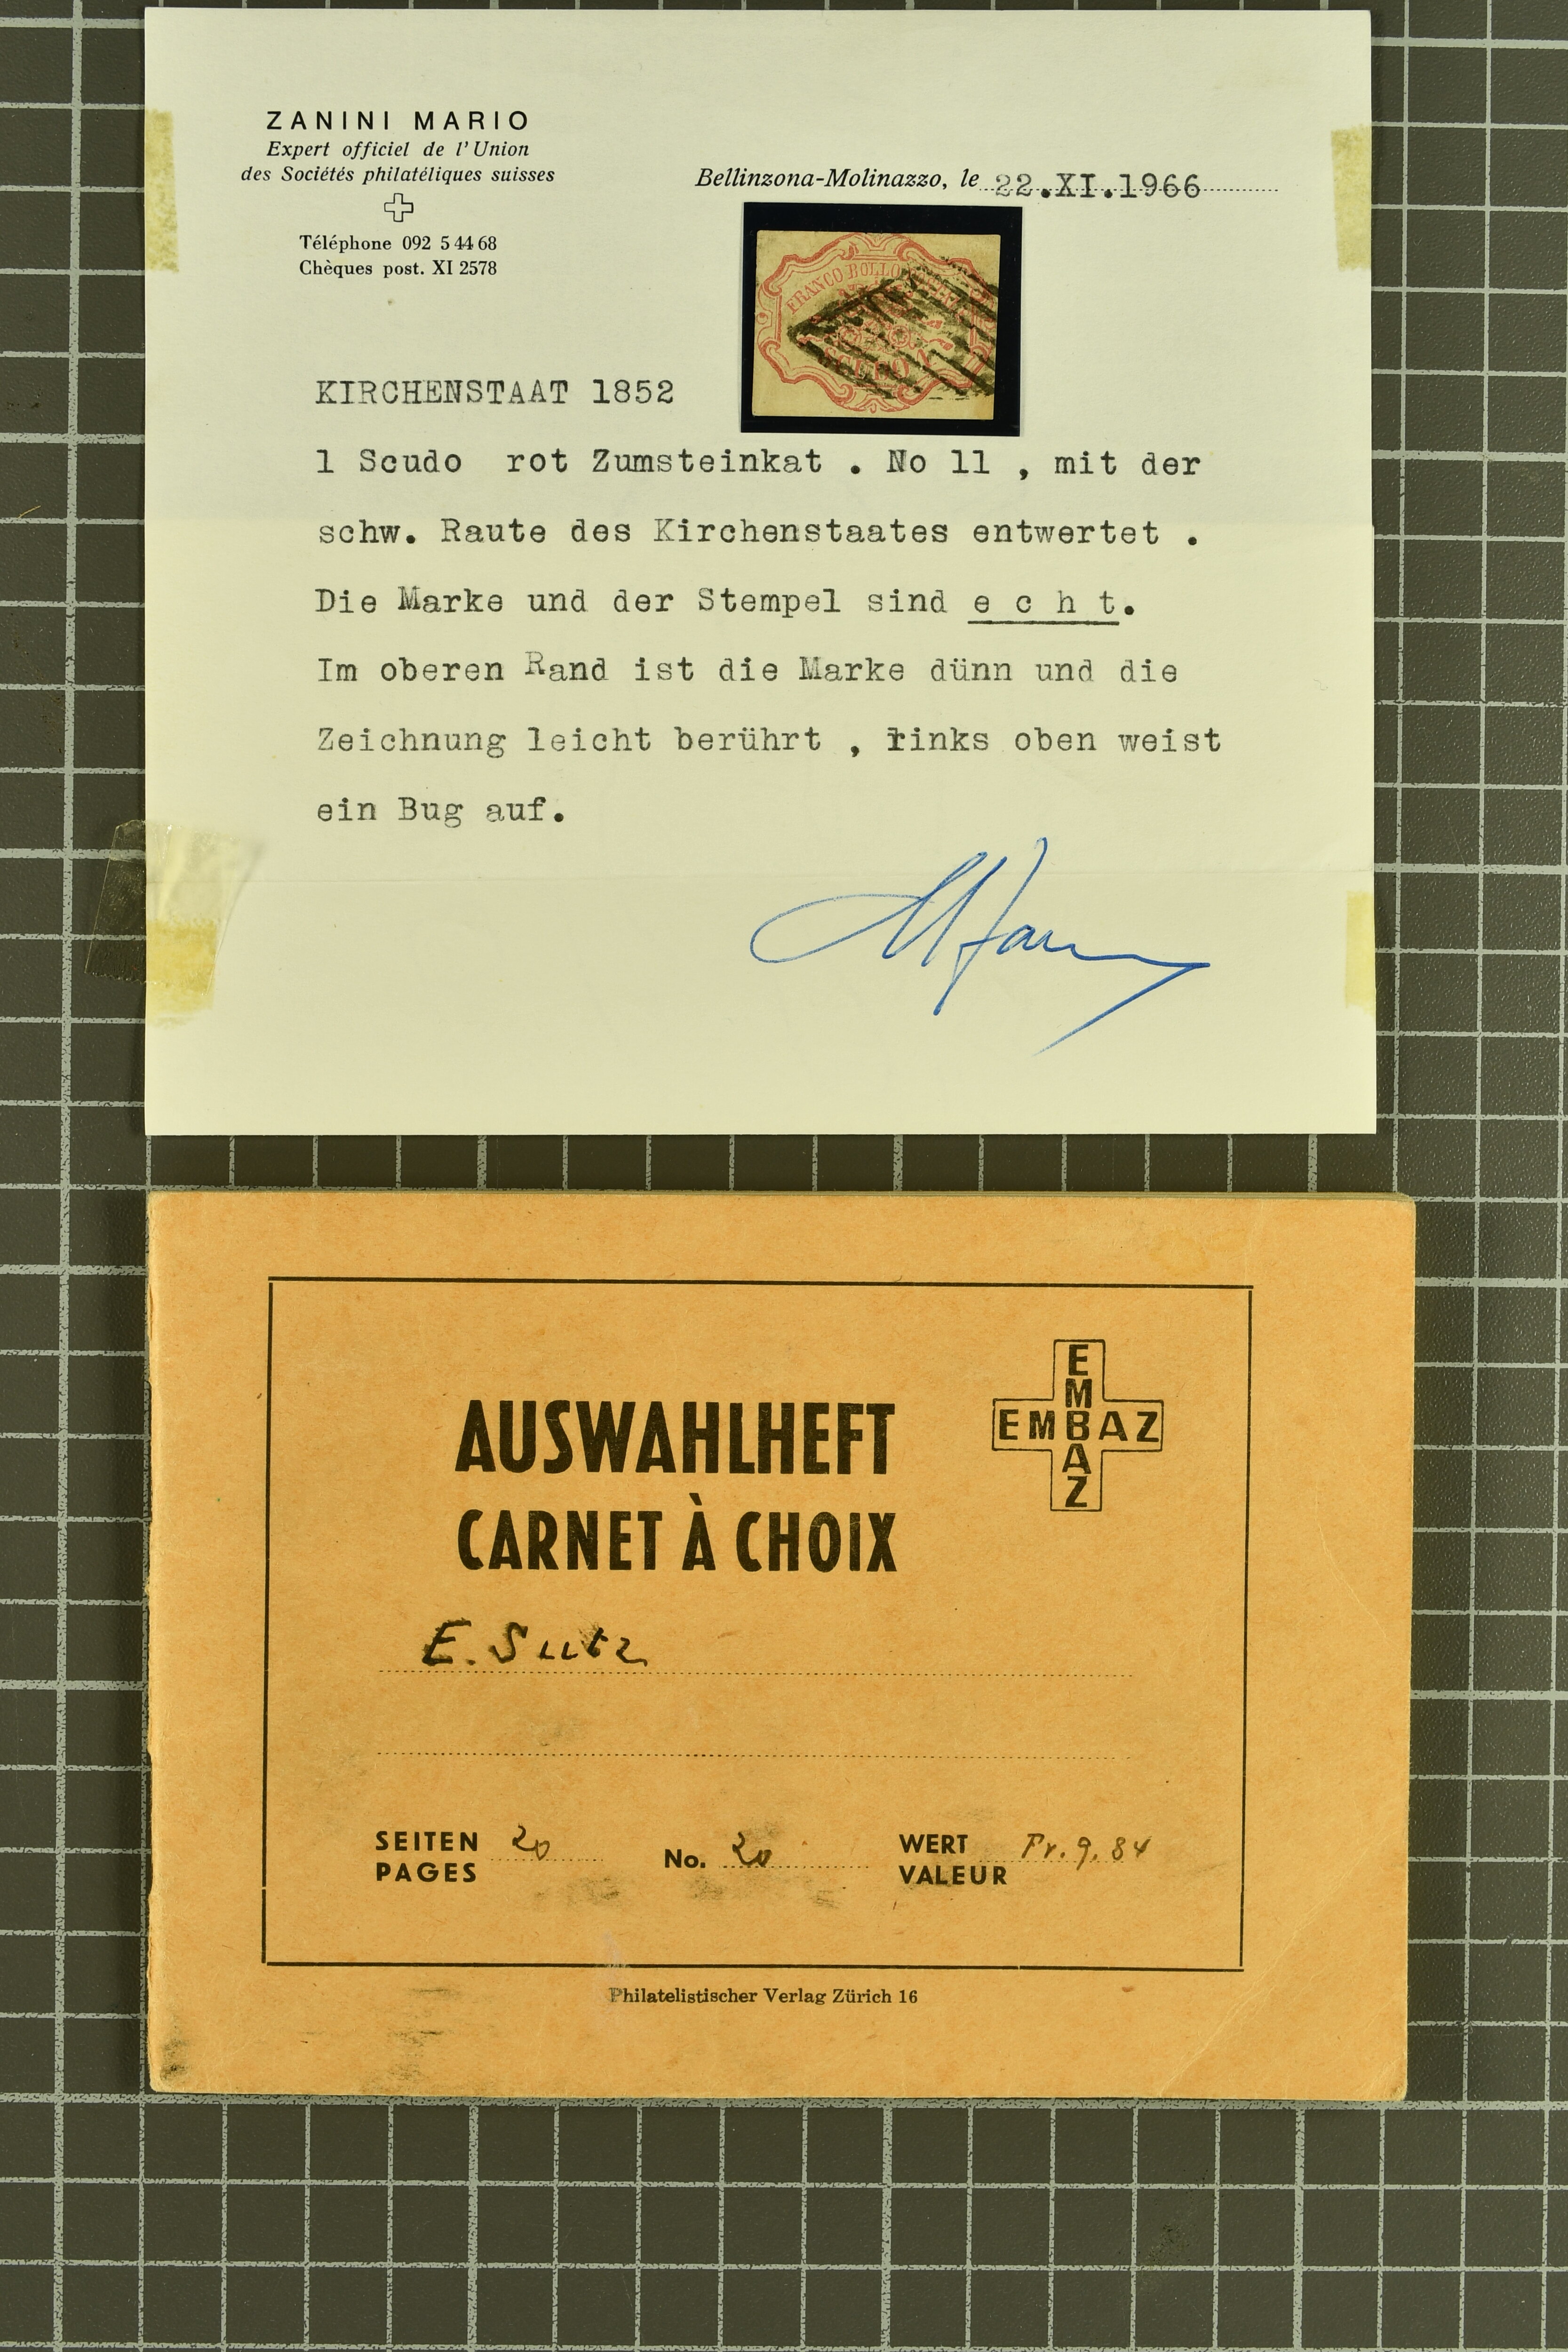 ZANINI MARIO
Expert officiel de l'Union
des Sociétés philatéliques suisses
Téléphone 092 5 44 68
Chèques post. XI 2578
Bellinzona-Molinazzo, le 22.XI.1966
FRANCO BOLLO
KIRCHENSTAAT 1852
1 Scudo rot Zumsteinkat . No 11 , mit der
schw. Raute des Kirchenstaates entwertet .
Die Marke und der Stempel sind e c h t.
Im oberen Rand ist die Marke dünn und die
Zeichnung leicht berührt , links oben weist
ein Bug auf.
AUSWAHLHEFT
CARNET À CHOIX
EMBAZ
EMBAZ
E. Sutz
SEITEN 20
PAGES
No. 20
WERT Fr. 9.84
VALEUR
Philatelistischer Verlag Zürich 16